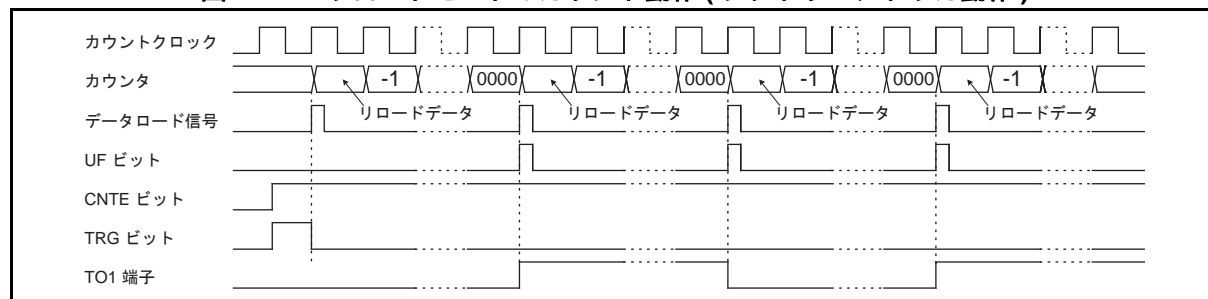 カウントクロック
カウンタ -1 0000 -1 0000 -1 0000 -1
リロードデータ リロードデータ リロードデータ リロードデータ
データロード信号
UF ビット
CNTE ビット
TRG ビット
TO1 端子